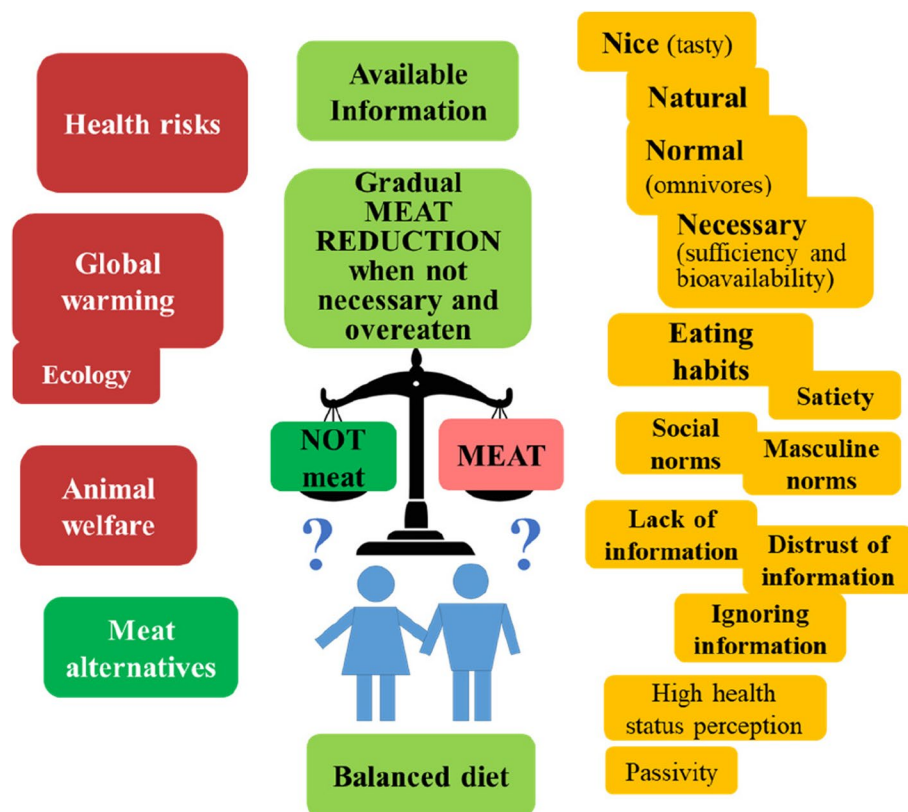 Health risks
Global
warming
Ecology
Animal
welfare
Meat
alternatives
Available
Information
Gradual
MEAT
REDUCTION
when not
necessary and
overeaten
NOT
meat
MEAT
?
?
Balanced diet
Nice (tasty)
Natural
Normal
(omnivores)
Necessary
(sufficiency and
bioavailability)
Eating
habits
Satiety
Social
norms
Masculine
norms
Lack of
information
Distrust of
information
Ignoring
information
High health
status perception
Passivity